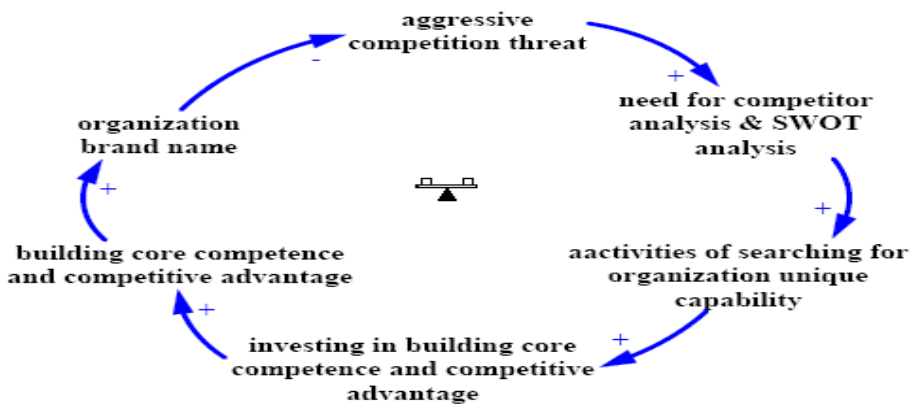 aggressive
competition threat
-
+
need for competitor
analysis & SWOT
analysis
+
aactivities of searching for
organization unique
capability
+
investing in building core
competence and competitive
advantage
+
building core competence
and competitive advantage
+
organization
brand name